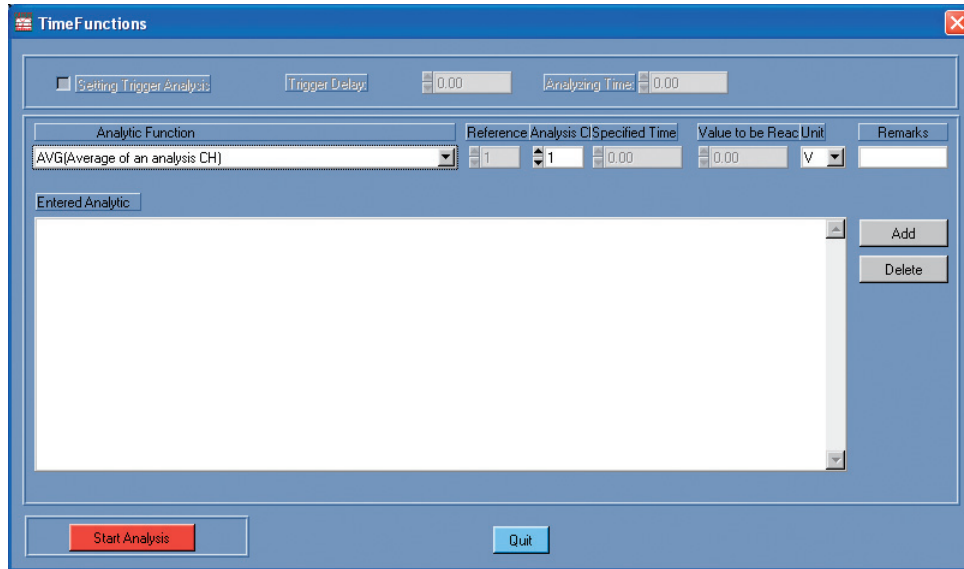 TimeFunctions
Setting Trigger Analysis Trigger Delay: 0.00 Analyzing Time: 0.00
Analytic Function Reference Analysis Cl Specified Time Value to be Reac Unit Remarks
AVG(Average of an analysis CH) 1 1 0.00 0.00 V
Entered Analytic
Add
Delete
Start Analysis Quit